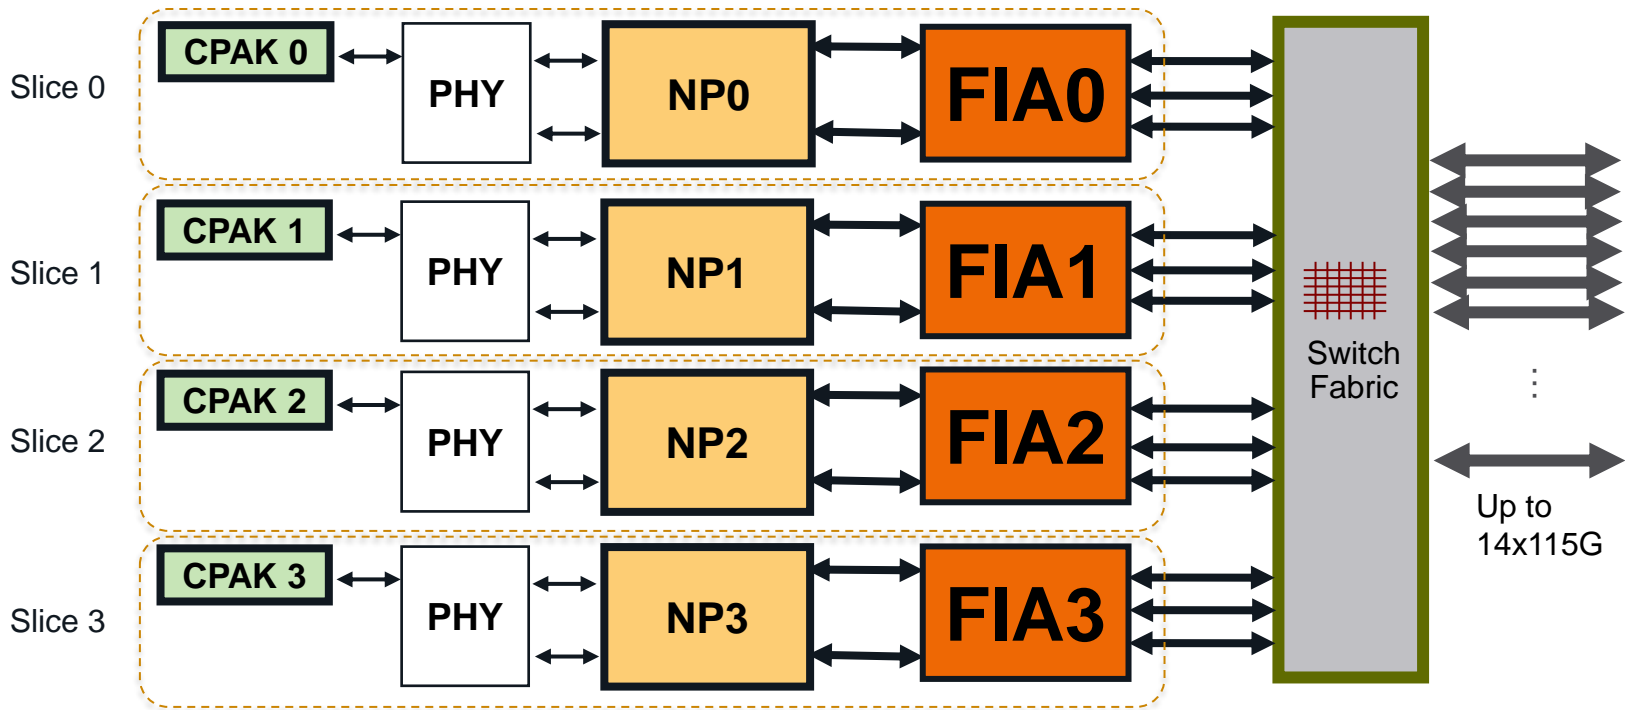 Slice 0
CPAK 0
PHY
NP0
FIA0
Slice 1
CPAK 1
PHY
NP1
FIA1
Slice 2
CPAK 2
PHY
NP2
FIA2
Slice 3
CPAK 3
PHY
NP3
FIA3
Switch
Fabric
...
Up to
14x115G